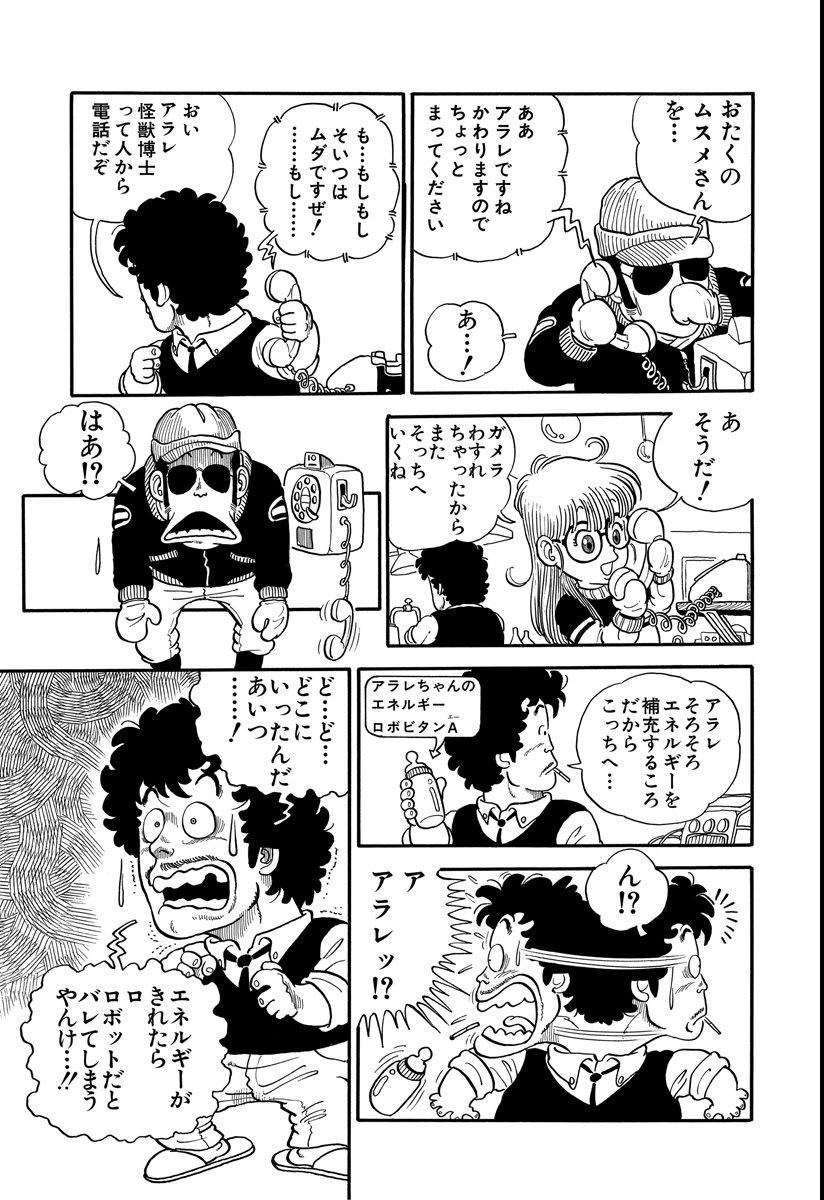 おたくの
ムスメさん
を…
ああ
アラレですね
かわりますので
ちょっと
まってください
あ…!
も…もしもし
そいつは
ムダですぜ!
………もし……
おい
アラレ
怪獣博士
って人から
電話だぞ
あ
そうだ!
ガメラ
わすれ
ちゃったから
また
そっちへ
いくね
はあ!?
10
アラレ
そろそろ
エネルギーを
補充するころ
だから
こっちへ…
アラレちゃんの
エネルギー
ロボビタンA
エー
ん!?
ア
アラレッ!?
ど…ど…
どこに
いったんだ
あいつ
……!
エネルギーが
きれたら
ロ
ロボットだと
バレてしまう
やんけ…!!